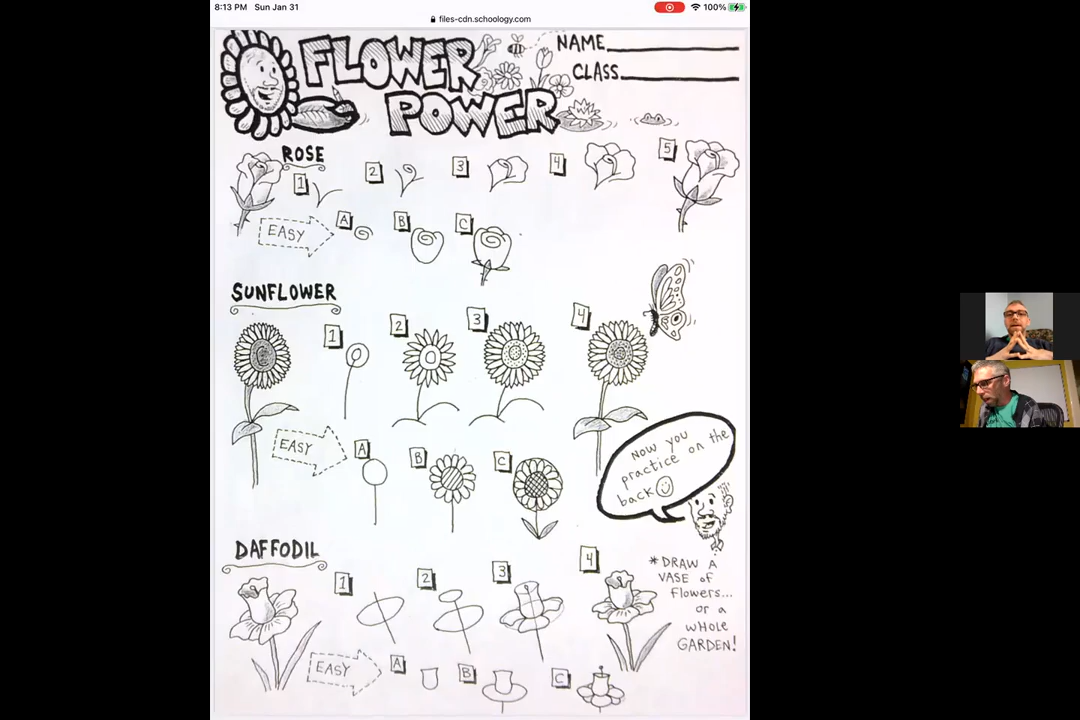 8:13 PM Sun Jan 31
100%
files-cdn.schoology.com
FLOWER
POWER
NAME
CLASS
ROSE
1
2
3
4
5
EASY
A
B
C
SUNFLOWER
1
2
3
4
EASY
A
B
C
Now you
practice on the
back
DAFFODIL
1
2
3
4
*DRAW A
VASE OF
FLOWERS...
OR A
WHOLE
GARDEN!
EASY
A
B
C